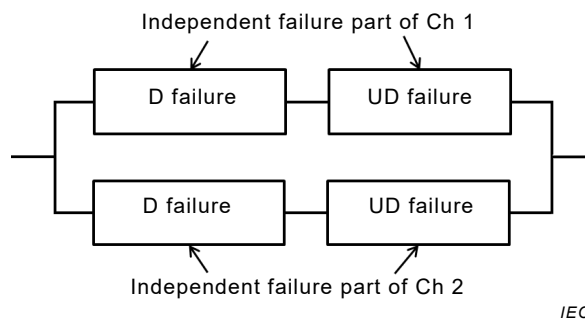 Independent failure part of Ch 1
D failure UD failure
D failure UD failure
Independent failure part of Ch 2
IEC